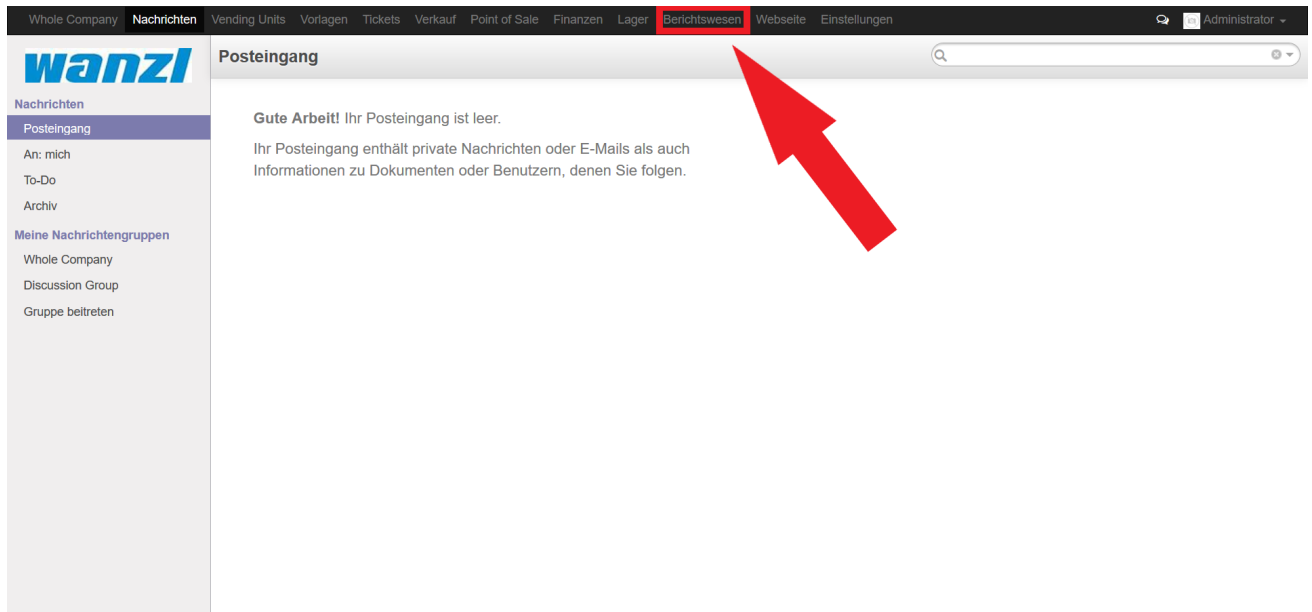 Whole Company Nachrichten Vending Units Vorlagen Tickets Verkauf Point of Sale Finanzen Lager Berichtswesen Webseite Einstellungen Administrator
wanzl
Posteingang
Nachrichten
Posteingang
An: mich
To-Do
Archiv
Meine Nachrichtengruppen
Whole Company
Discussion Group
Gruppe beitreten
Gute Arbeit! Ihr Posteingang ist leer.
Ihr Posteingang enthält private Nachrichten oder E-Mails als auch
Informationen zu Dokumenten oder Benutzern, denen Sie folgen.